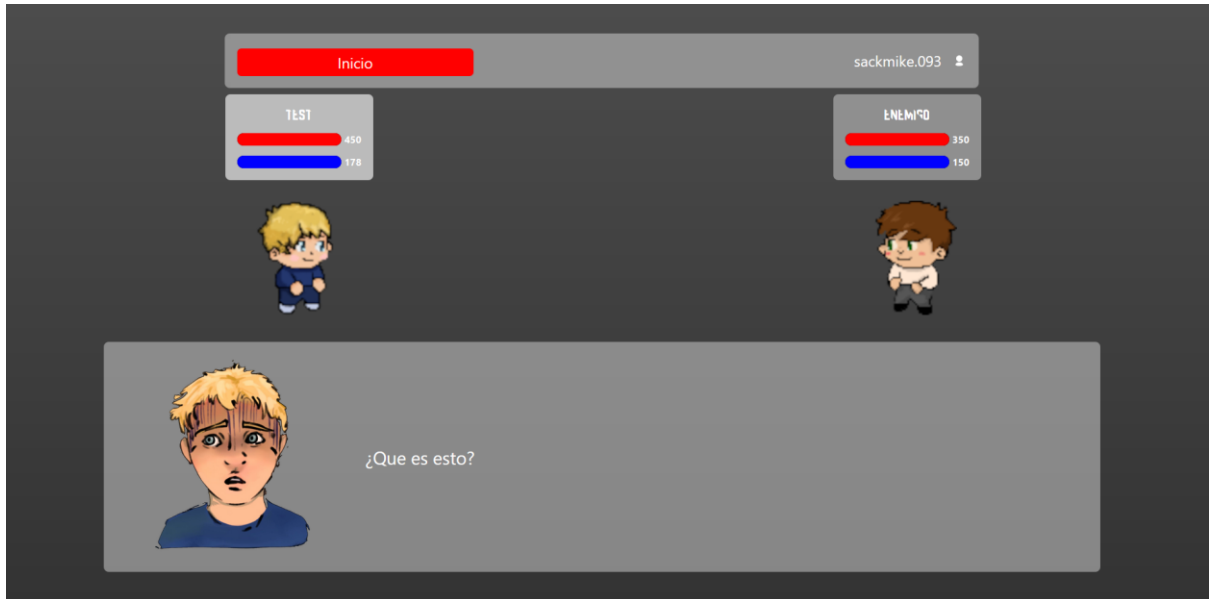 Inicio
sackmike.093
TEST
450
178
ENEMIGO
350
150
¿Que es esto?